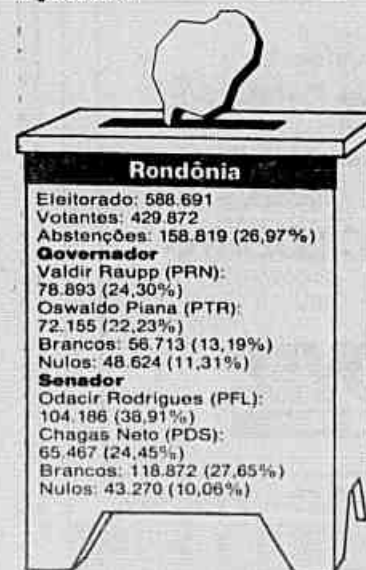 Rondônia
Eleitorado: 588.691
Votantes: 429.872
Abstenções: 158.819 (26,97%)
Governador
Valdir Raupp (PRN):
78.893 (24,30%)
Oswaldo Piana (PTR):
72.155 (22,23%)
Brancos: 56.713 (13,19%)
Nulos: 48.624 (11,31%)
Senador
Odacir Rodrigues (PFL):
104.186 (38,91%)
Chagas Neto (PDS):
65.467 (24,45%)
Brancos: 118.872 (27,65%)
Nulos: 43.270 (10,06%)